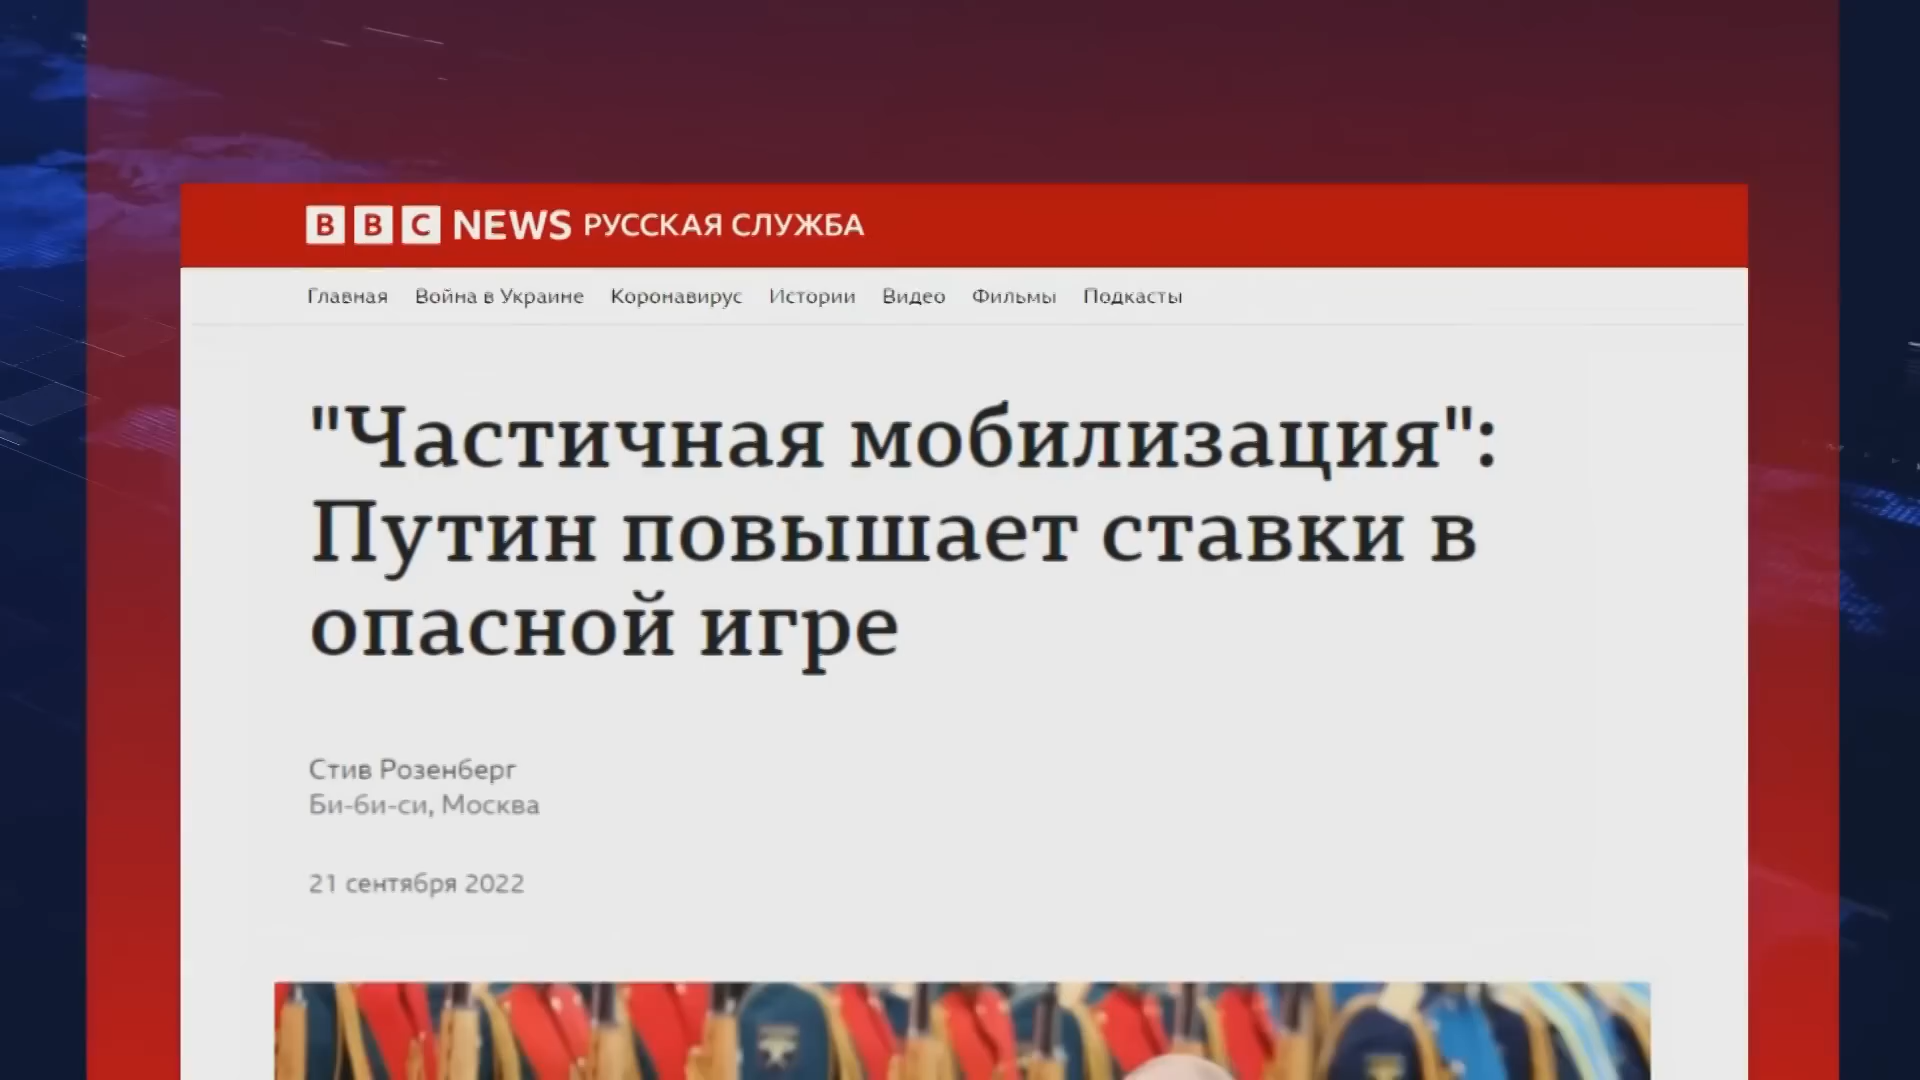 BBC NEWS РУССКАЯ СЛУЖБА
Главная Война в Украине Коронавирус Истории Видео Фильмы Подкасты
"Частичная мобилизация":
Путин повышает ставки в
опасной игре
Стив Розенберг
Би-би-си, Москва
21 сентября 2022